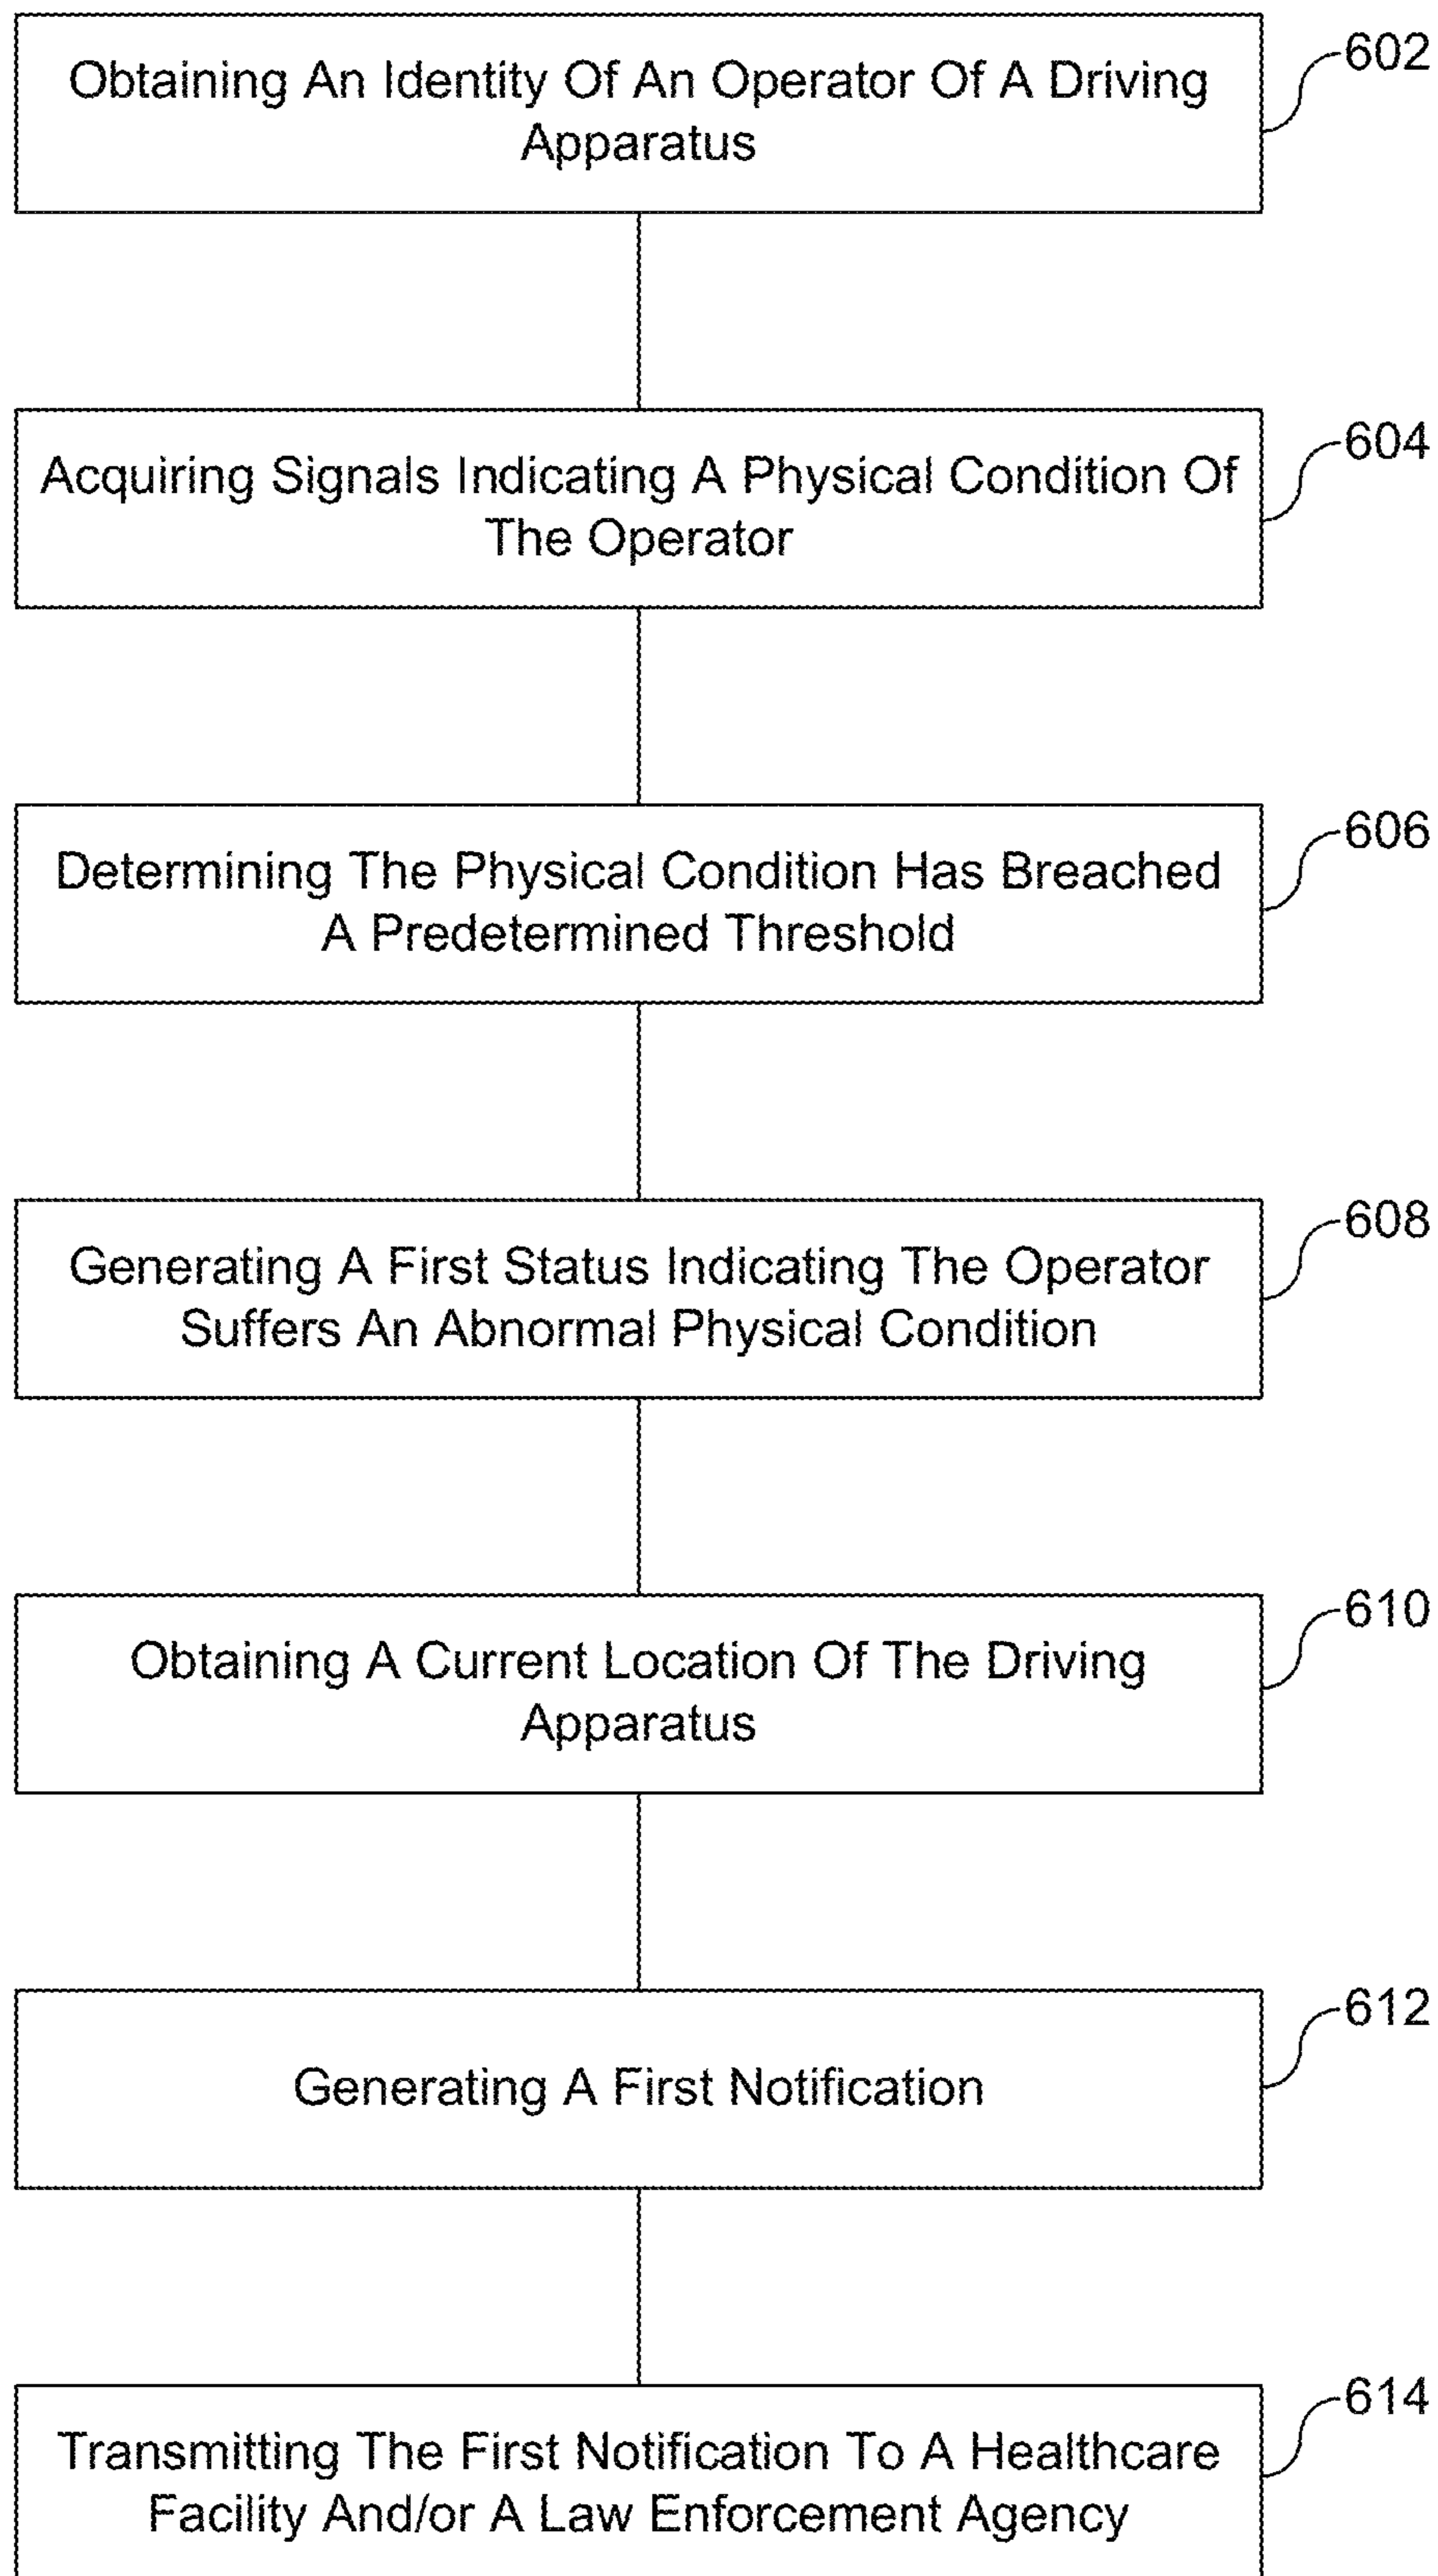 Obtaining An Identity Of An Operator Of A Driving
Apparatus
602
Acquiring Signals Indicating A Physical Condition Of
The Operator
604
Determining The Physical Condition Has Breached
A Predetermined Threshold
606
Generating A First Status Indicating The Operator
Suffers An Abnormal Physical Condition
608
Obtaining A Current Location Of The Driving
Apparatus
610
Generating A First Notification
612
Transmitting The First Notification To A Healthcare
Facility And/or A Law Enforcement Agency
614